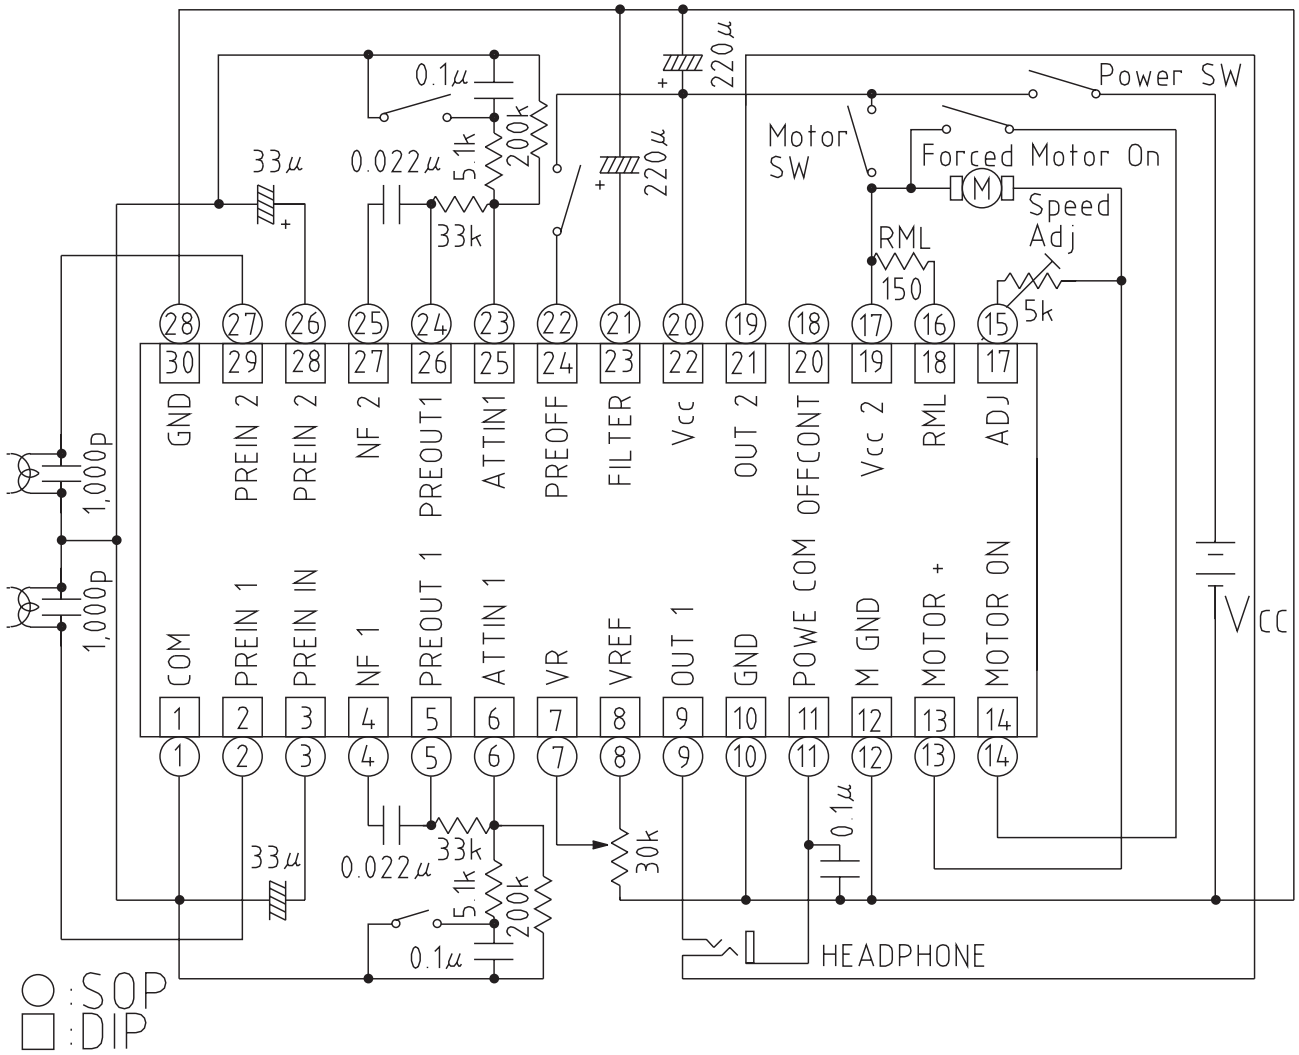 220μ
Power SW
0.1μ
200k
5.1k
220μ
Motor
SW
Forced Motor On
M
33μ
+
0.022μ
33k
+
+
Speed
Adj
RML
150
5k
28 27 26 25 24 23 22 21 20 19 18 17 16 15
30 29 28 27 26 25 24 23 22 21 20 19 18 17
GND
PREIN 2
PREIN 2
NF 2
PREOUT1
ATTIN1
PREOFF
FILTER
Vcc
OUT 2
OFFCONT
Vcc 2
RML
ADJ
1,000p
1,000p
COM
PREIN 1
PREIN IN
NF 1
PREOUT 1
ATTIN 1
VR
VREF
OUT 1
GND
POWE COM
M GND
MOTOR +
MOTOR ON
Vcc
1 2 3 4 5 6 7 8 9 10 11 12 13 14
1 2 3 4 5 6 7 8 9 10 11 12 13 14
33μ
0.022μ
33k
5.1k
200k
0.1μ
30k
0.1μ
HEADPHONE
: SOP
: DIP